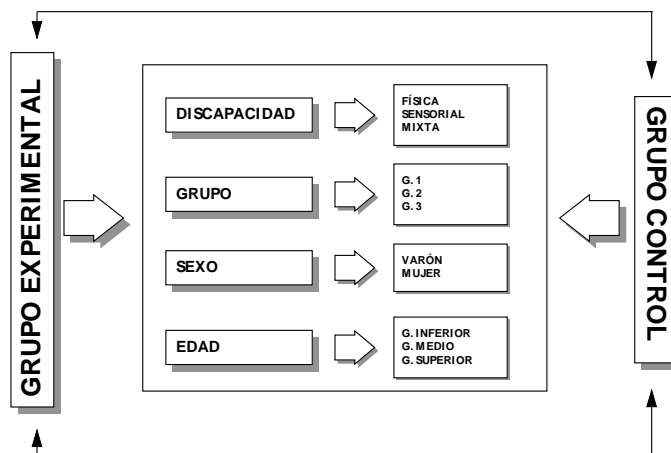 GRUPO EXPERIMENTAL
DISCAPACIDAD
FÍSICA
SENSORIAL
MIXTA
GRUPO
G. 1
G. 2
G. 3
SEXO
VARÓN
MUJER
EDAD
G. INFERIOR
G. MEDIO
G. SUPERIOR
GRUPO CONTROL